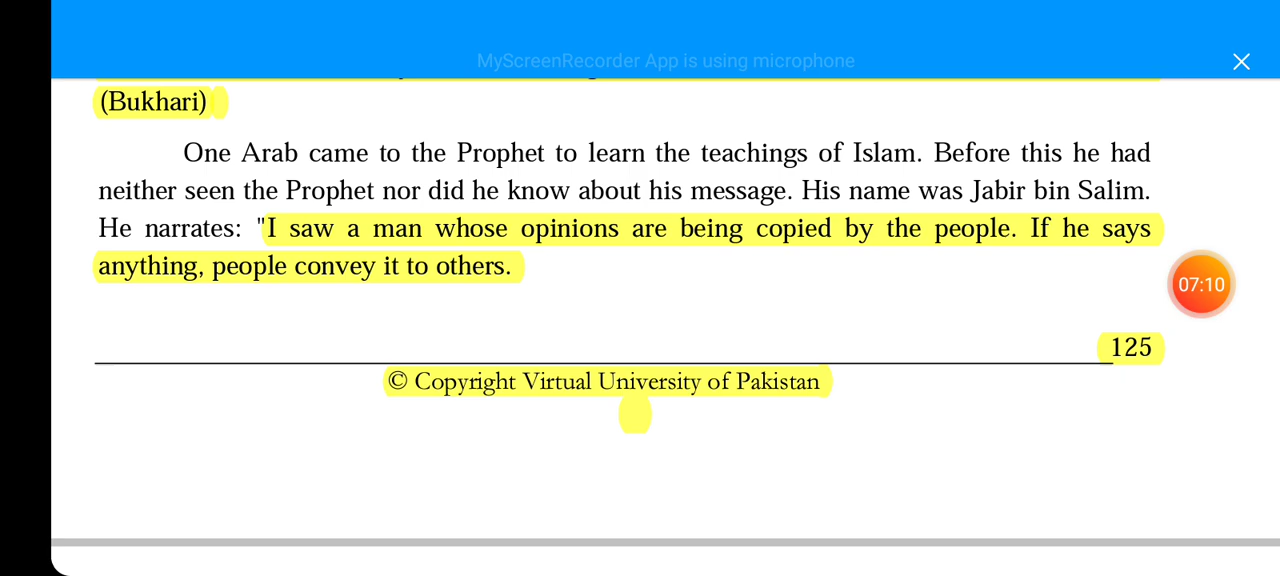 MyScreenRecorder App is using microphone
(Bukhari)
One Arab came to the Prophet to learn the teachings of Islam. Before this he had
neither seen the Prophet nor did he know about his message. His name was Jabir bin Salim.
He narrates: "I saw a man whose opinions are being copied by the people. If he says
anything, people convey it to others.
07:10
125
© Copyright Virtual University of Pakistan